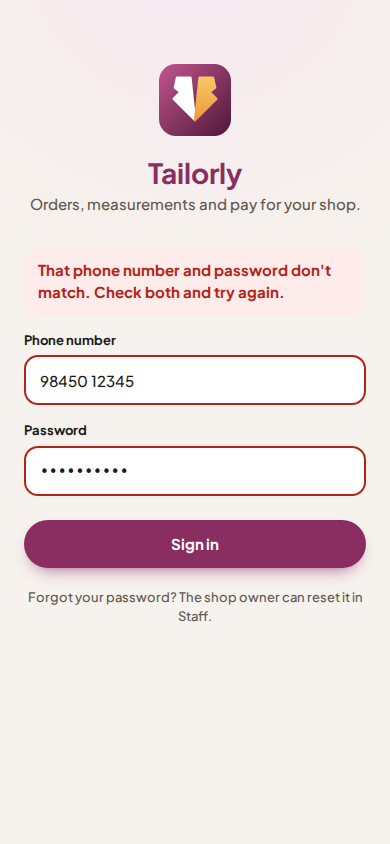 Tailorly
Orders, measurements and pay for your shop.
That phone number and password don't
match. Check both and try again.
Phone number
98450 12345
Password
••••••••••
Sign in
Forgot your password? The shop owner can reset it in
Staff.